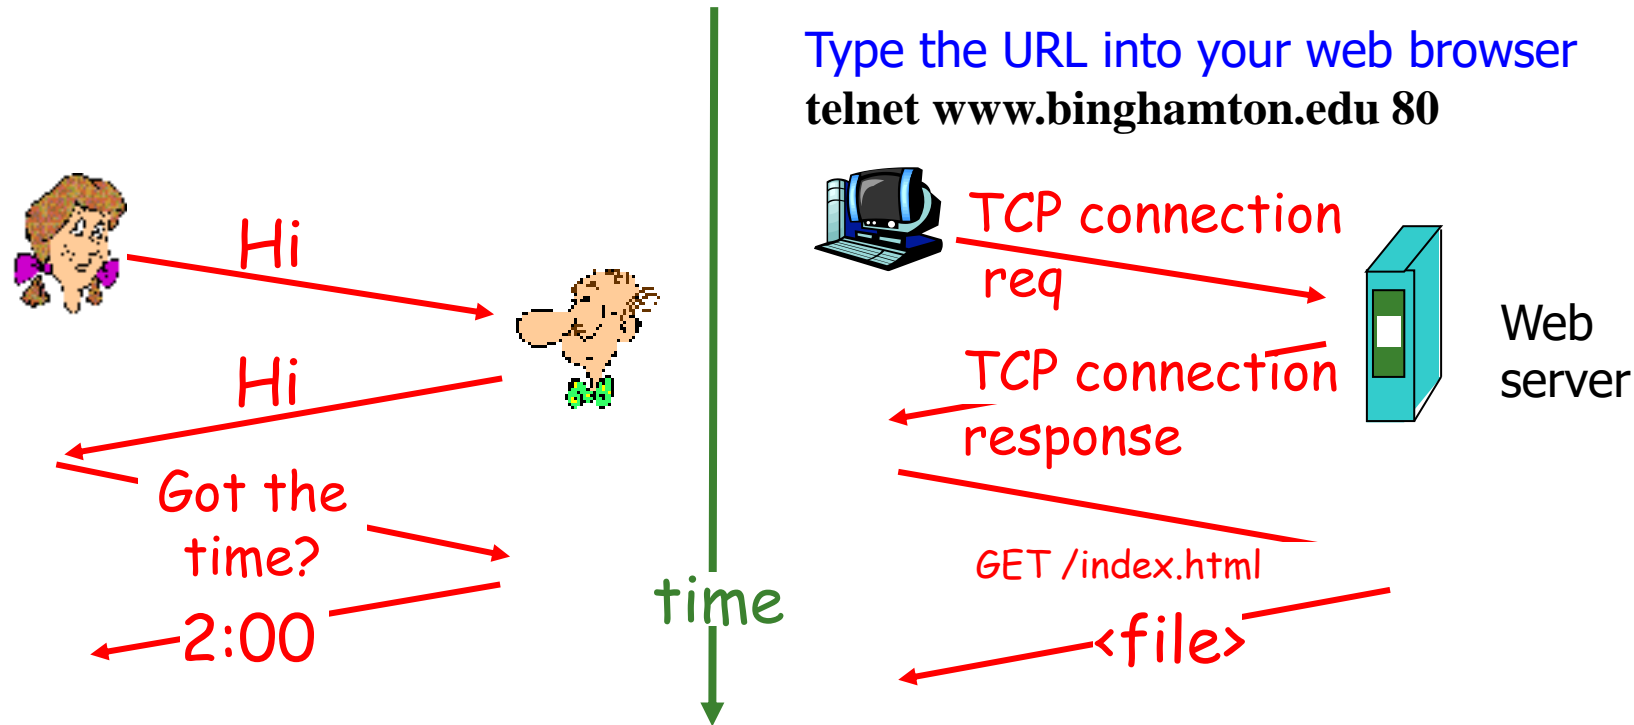 Type the URL into your web browser
telnet www.binghamton.edu 80
Hi
Hi
Got the
time?
2:00
time
TCP connection
req
TCP connection
response
GET /index.html
<file>
Web
server